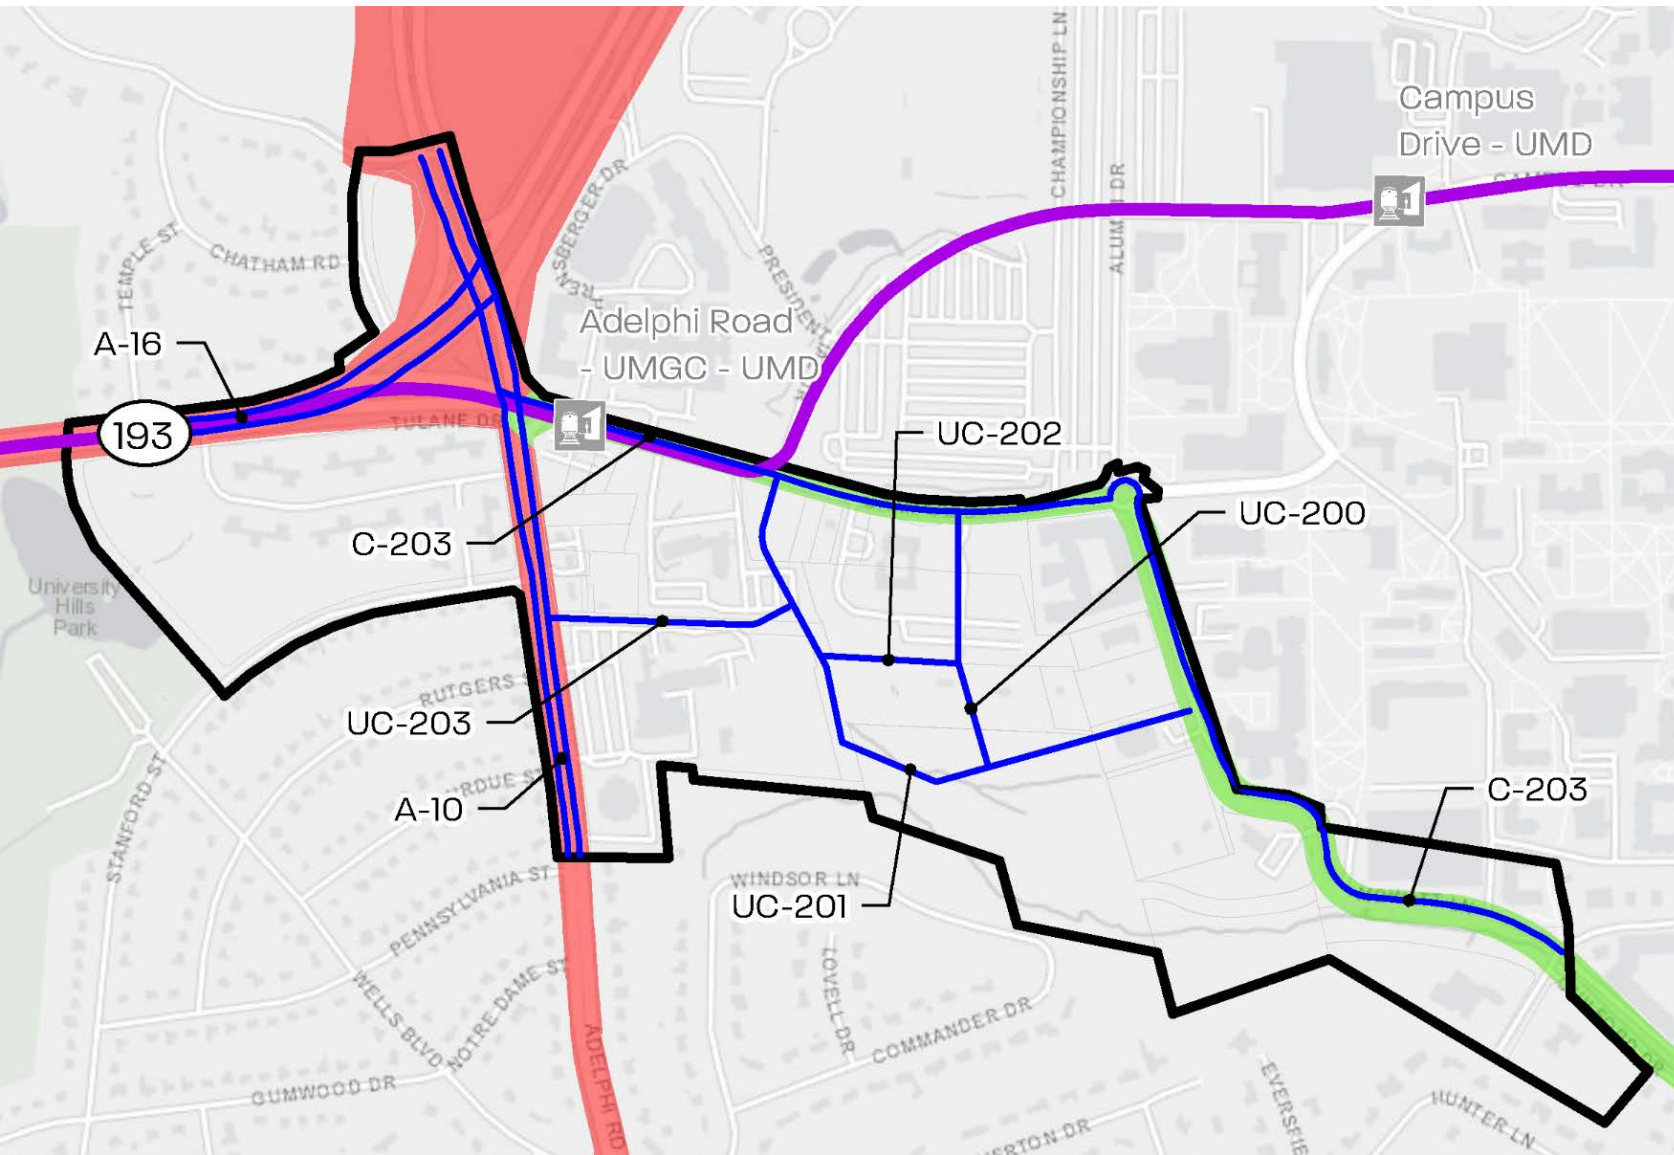 CHAMPIONSHIP LN
Campus
Drive - UMD
CAMPUS DR
ALUMNI DR
TEMPLE ST
CHATHAM RD
PRESIDENTIAL
Adelphi Road
- UMGC - UMD
A-16
193
TULANE DR
UC-202
UC-200
C-203
University
Hills
Park
RUTGERS
UC-203
A-10
C-203
STANFORD ST
PENNSYLVANIA ST
WINDSOR LN
UC-201
LOVELL DR
COMMANDER DR
WELLS BLVD
NOTRE DAME ST
GUMWOOD DR
ADELPHI RD
HUNTER LN